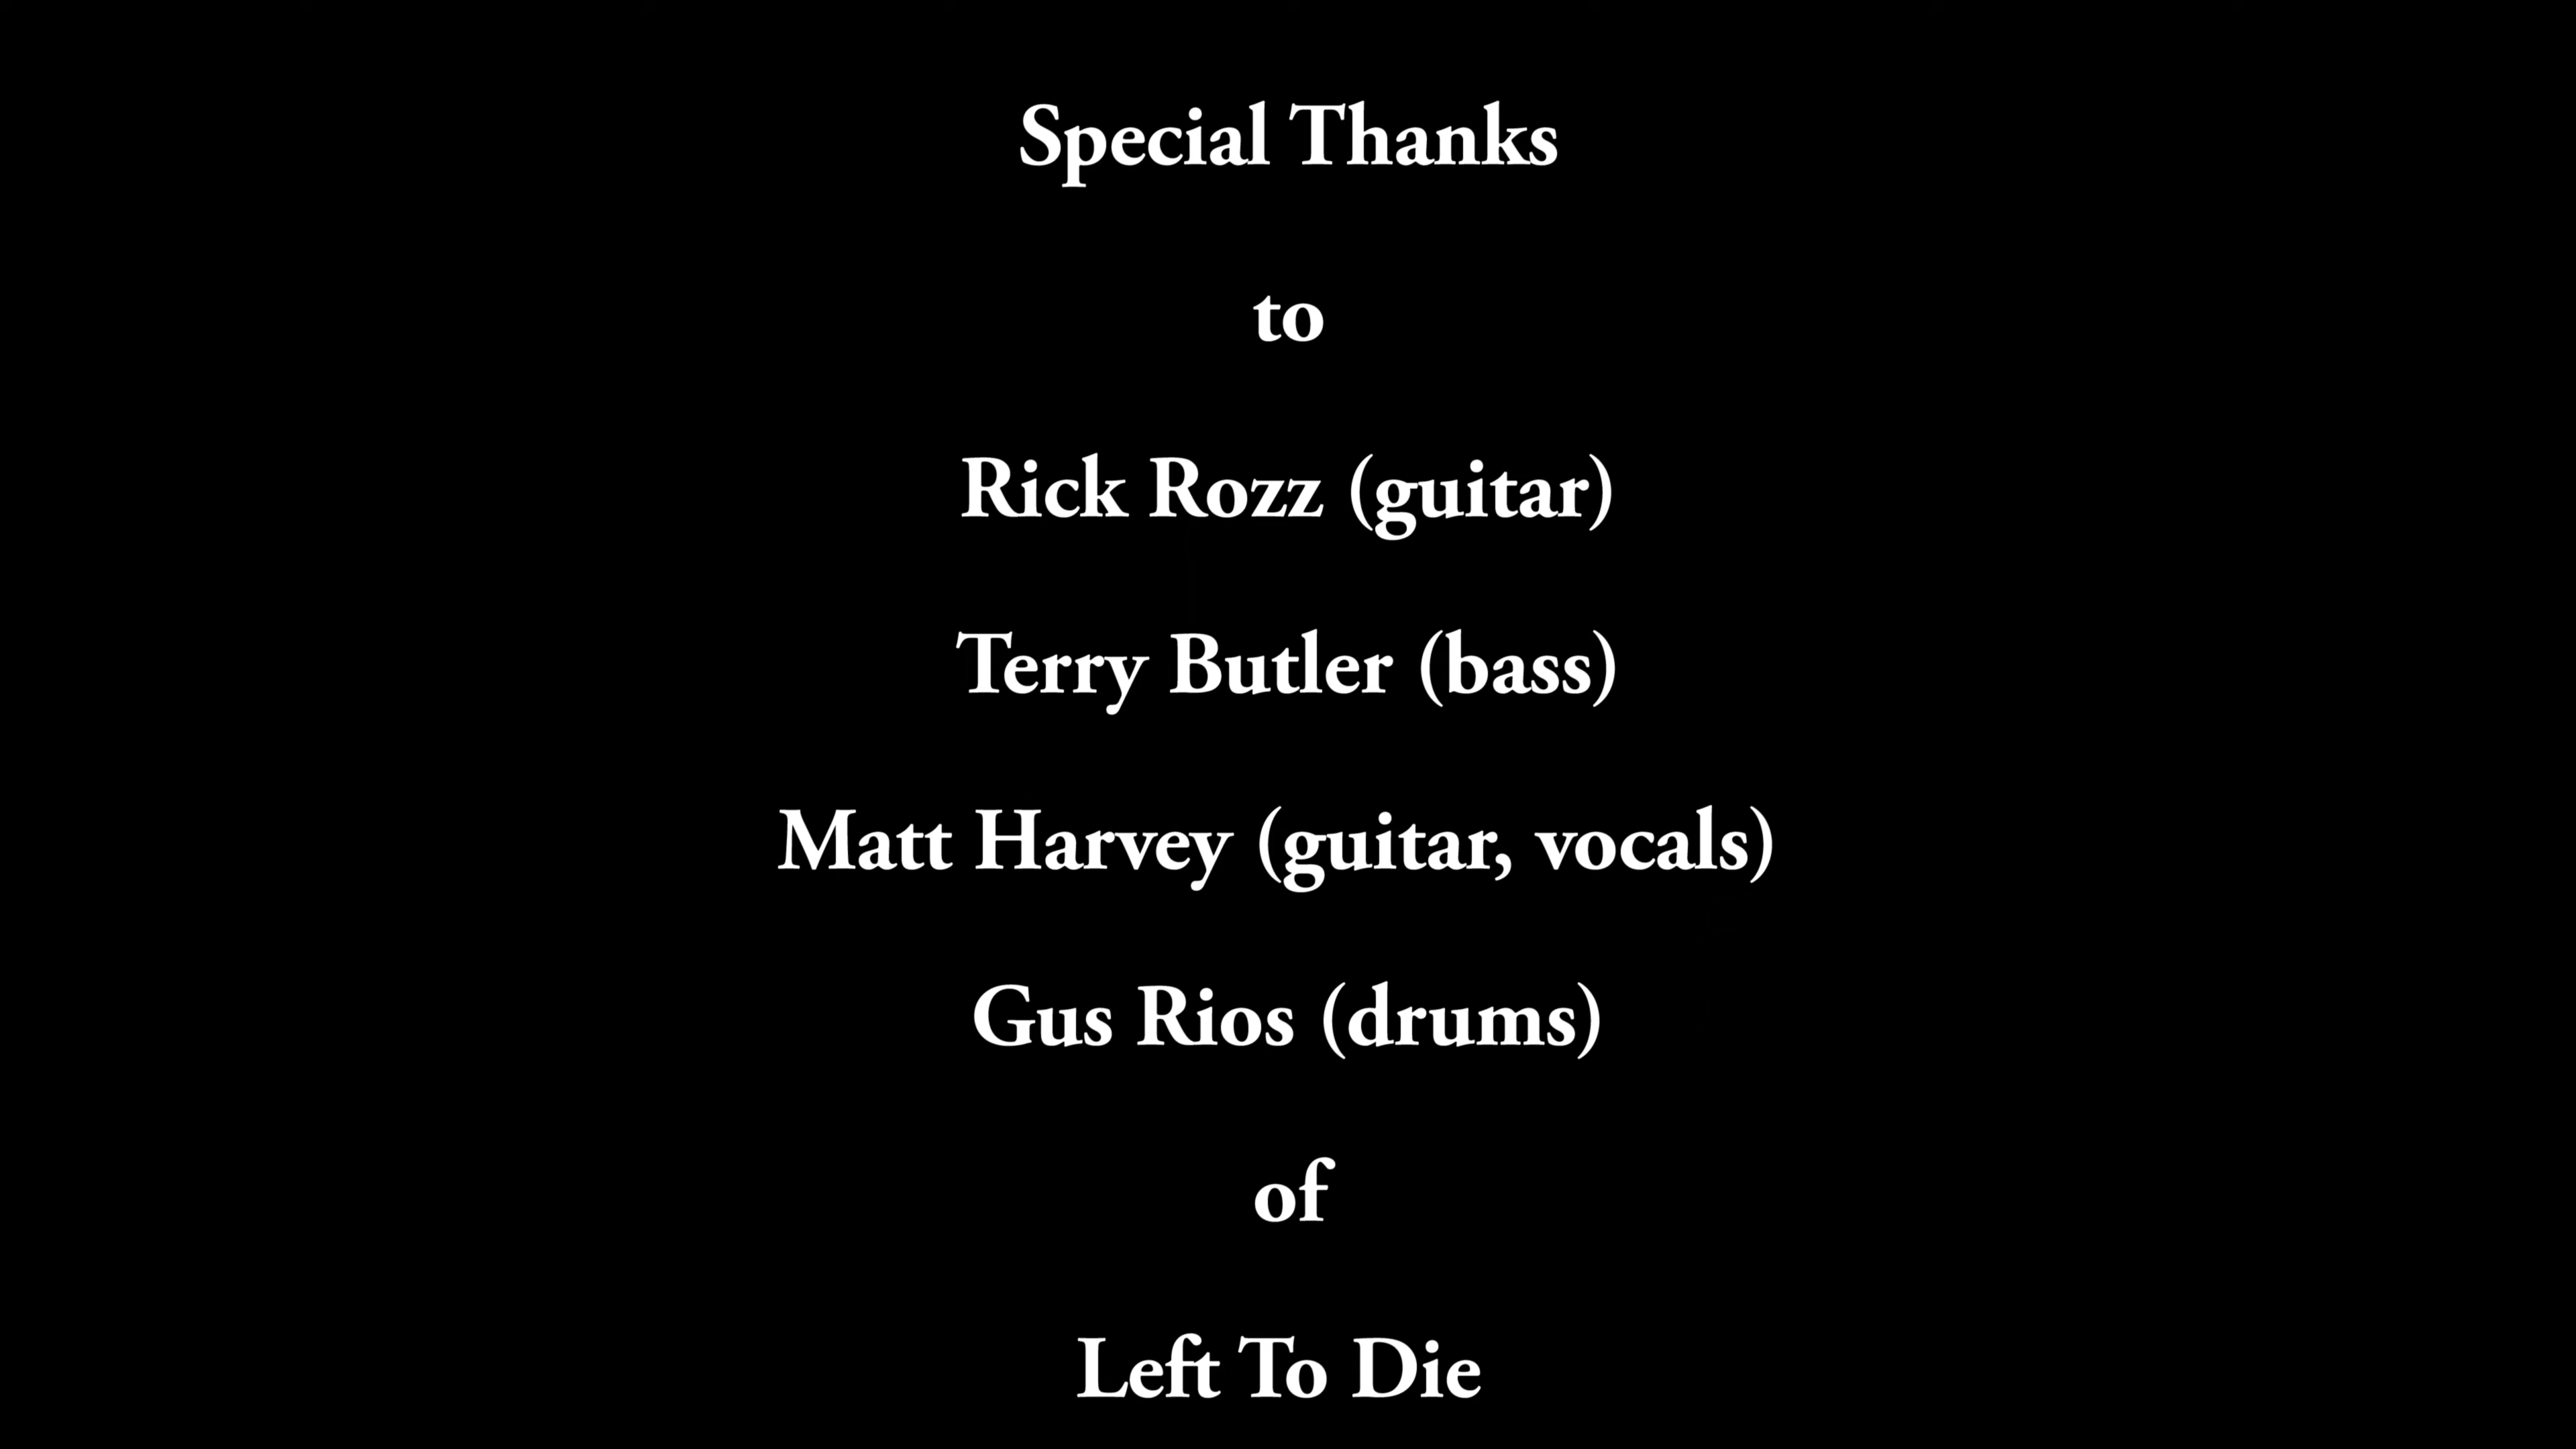 Special Thanks
to
Rick Rozz (guitar)
Terry Butler (bass)
Matt Harvey (guitar, vocals)
Gus Rios (drums)
of
Left To Die